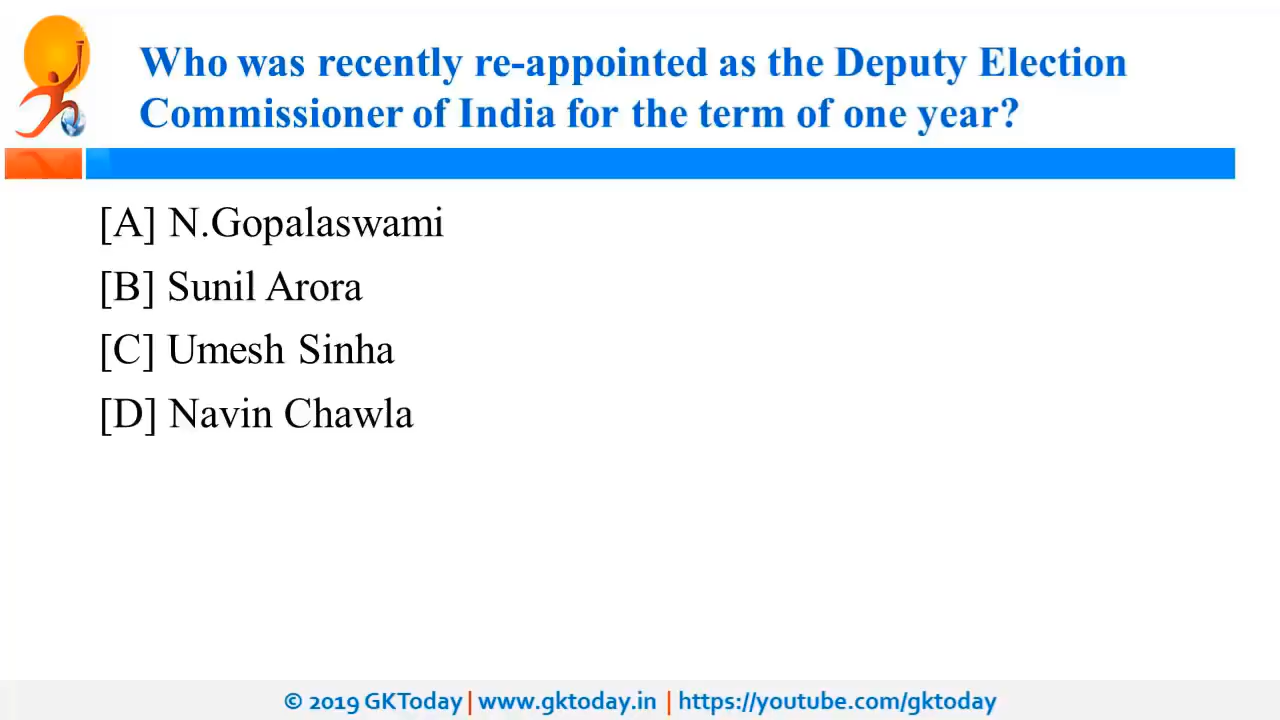 Who was recently re-appointed as the Deputy Election
Commissioner of India for the term of one year?
[A] N.Gopalaswami
[B] Sunil Arora
[C] Umesh Sinha
[D] Navin Chawla
© 2019 GKToday | www.gktoday.in | https://youtube.com/gktoday